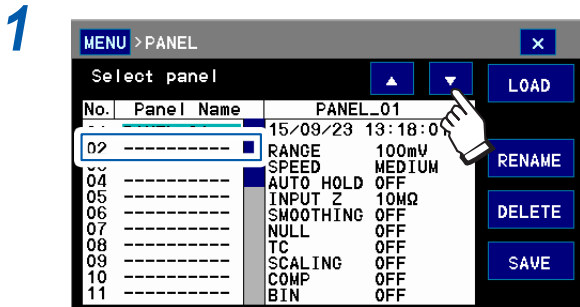 1
MENU > PANEL ×
Select panel ▲ ▼ LOAD
No. Panel Name PANEL_01
15/09/23 13:18:0
02 ---------- RANGE 100mV
SPEED MEDIUM RENAME
04 ---------- AUTO HOLD OFF
05 ---------- INPUT Z 10MΩ
06 ---------- SMOOTHING OFF DELETE
07 ---------- NULL OFF
08 ---------- TC OFF
09 ---------- SCALING OFF SAVE
10 ---------- COMP OFF
11 ---------- BIN OFF